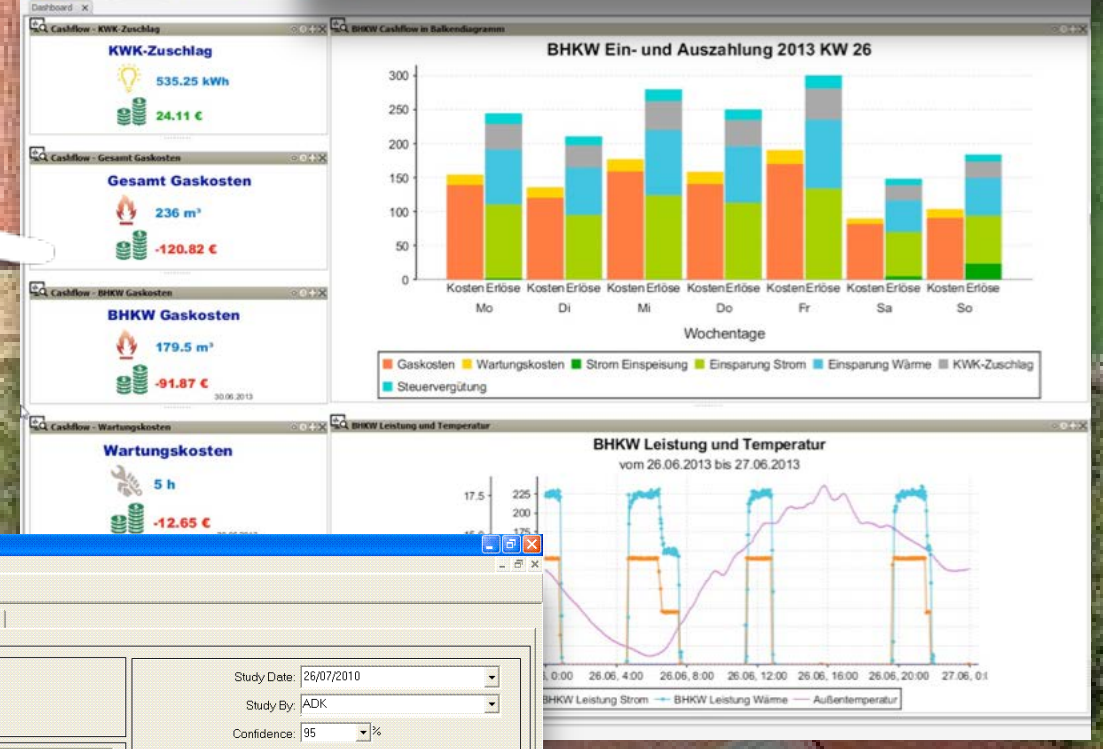 Dashboard
Cashflow - KWK-Zuschlag
KWK-Zuschlag
535.25 kWh
24.11 €
Cashflow - Gesamt Gaskosten
Gesamt Gaskosten
236 m³
-120.82 €
Cashflow - BHKW Gaskosten
BHKW Gaskosten
179.5 m³
-91.87 €
30.06.2013
Cashflow - Wartungskosten
Wartungskosten
5 h
-12.65 €
BHKW Cashflow in Balkendiagramm
BHKW Ein- und Auszahlung 2013 KW 26
300
250
200
150
100
50
0
Kosten Erlöse Kosten Erlöse Kosten Erlöse Kosten Erlöse Kosten Erlöse Kosten Erlöse Kosten Erlöse
Mo Di Mi Do Fr Sa So
Wochentage
Gaskosten Wartungskosten Strom Einspeisung Einsparung Strom Einsparung Wärme KWK-Zuschlag
Steuervergütung
BHKW Leistung und Temperatur
BHKW Leistung und Temperatur
vom 26.06.2013 bis 27.06.2013
17.5 225
200
175
0:00 26.06, 4:00 26.06, 8:00 26.06, 12:00 26.06, 16:00 26.06, 20:00 27.06, 0:
BHKW Leistung Strom BHKW Leistung Wärme Außentemperatur
Study Date: 26/07/2010
Study By: ADK
Confidence: 95 %